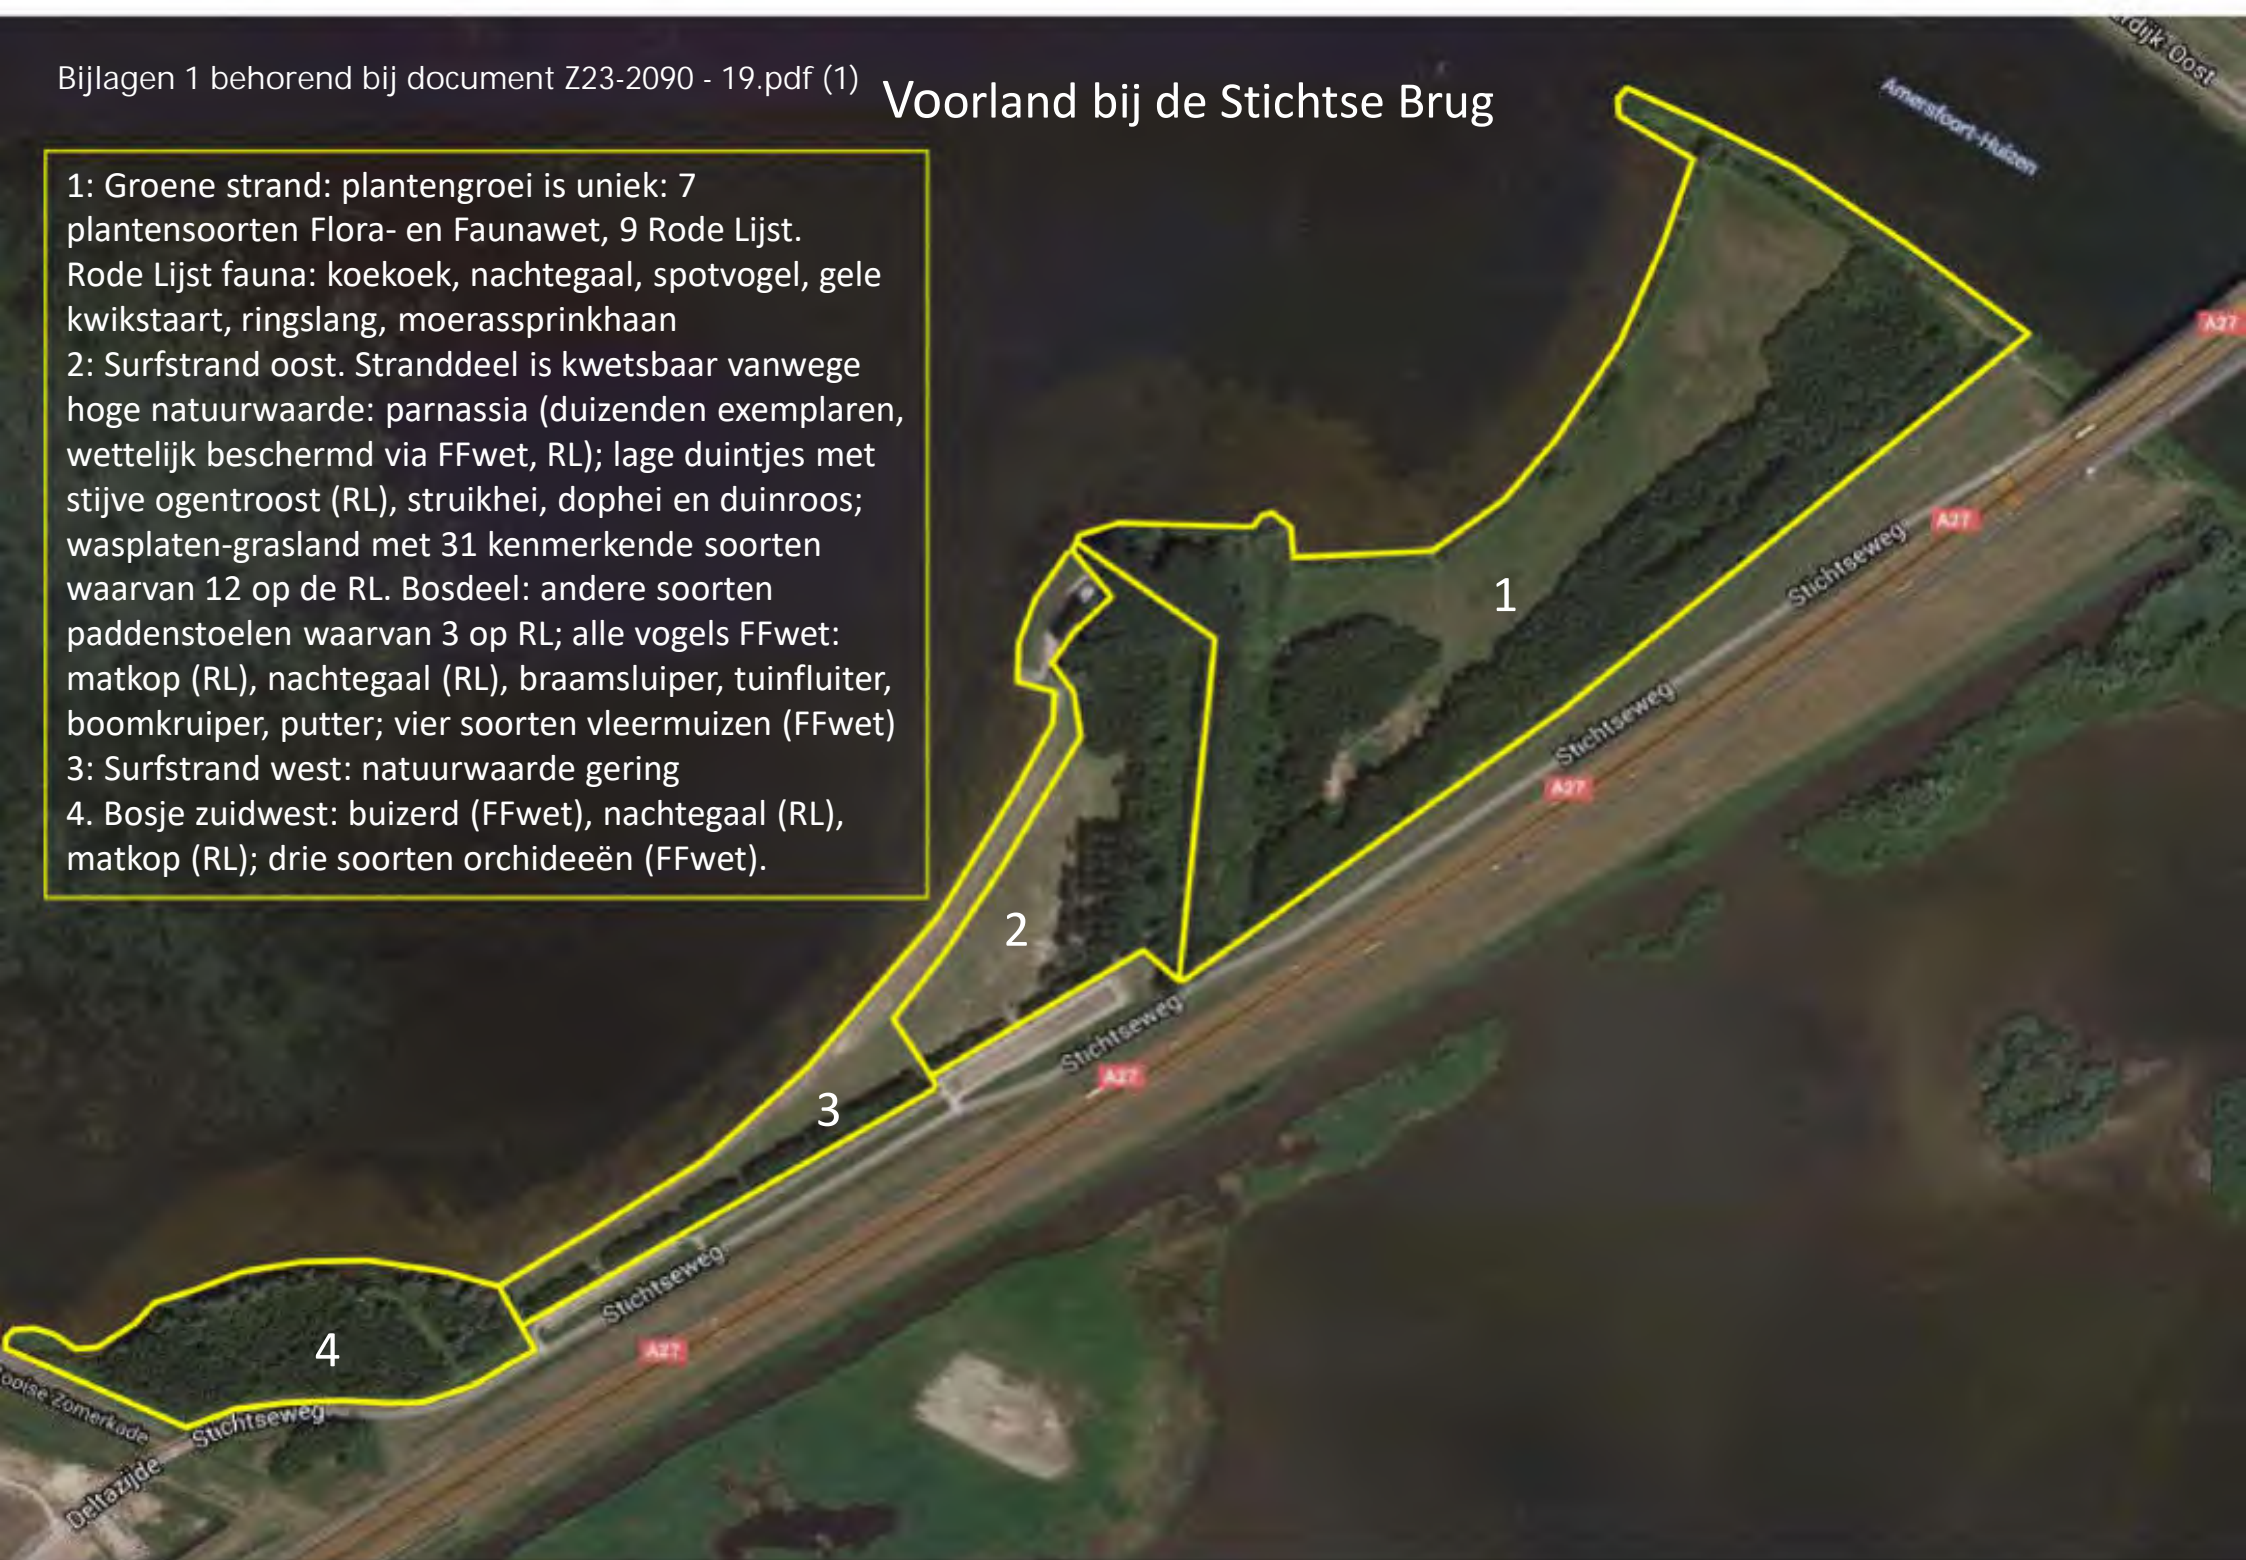 Bijlagen 1 behorend bij document Z23-2090 - 19.pdf (1)
Voorland bij de Stichtse Brug
1: Groene strand: plantengroei is uniek: 7
plantensoorten Flora- en Faunawet, 9 Rode Lijst.
Rode Lijst fauna: koekoek, nachtegaal, spotvogel, gele
kwikstaart, ringslang, moerassprinkhaan
2: Surfstrand oost. Stranddeel is kwetsbaar vanwege
hoge natuurwaarde: parnassia (duizenden exemplaren,
wettelijk beschermd via FFwet, RL); lage duintjes met
stijve ogentroost (RL), struikhei, dophei en duinroos;
wasplaten-grasland met 31 kenmerkende soorten
waarvan 12 op de RL. Bosdeel: andere soorten
paddenstoelen waarvan 3 op RL; alle vogels FFwet:
matkop (RL), nachtegaal (RL), braamsluiper, tuinfluiter,
boomkruiper, putter; vier soorten vleermuizen (FFwet)
3: Surfstrand west: natuurwaarde gering
4. Bosje zuidwest: buizerd (FFwet), nachtegaal (RL),
matkop (RL); drie soorten orchideeën (FFwet).
Oost
Amersfoort-Huizen
A27
A27
Stichtseweg
1
Stichtseweg
A27
2
Stichtseweg
A27
3
Stichtseweg
A27
4
Zomerkade
Stichtseweg
Deltazijde